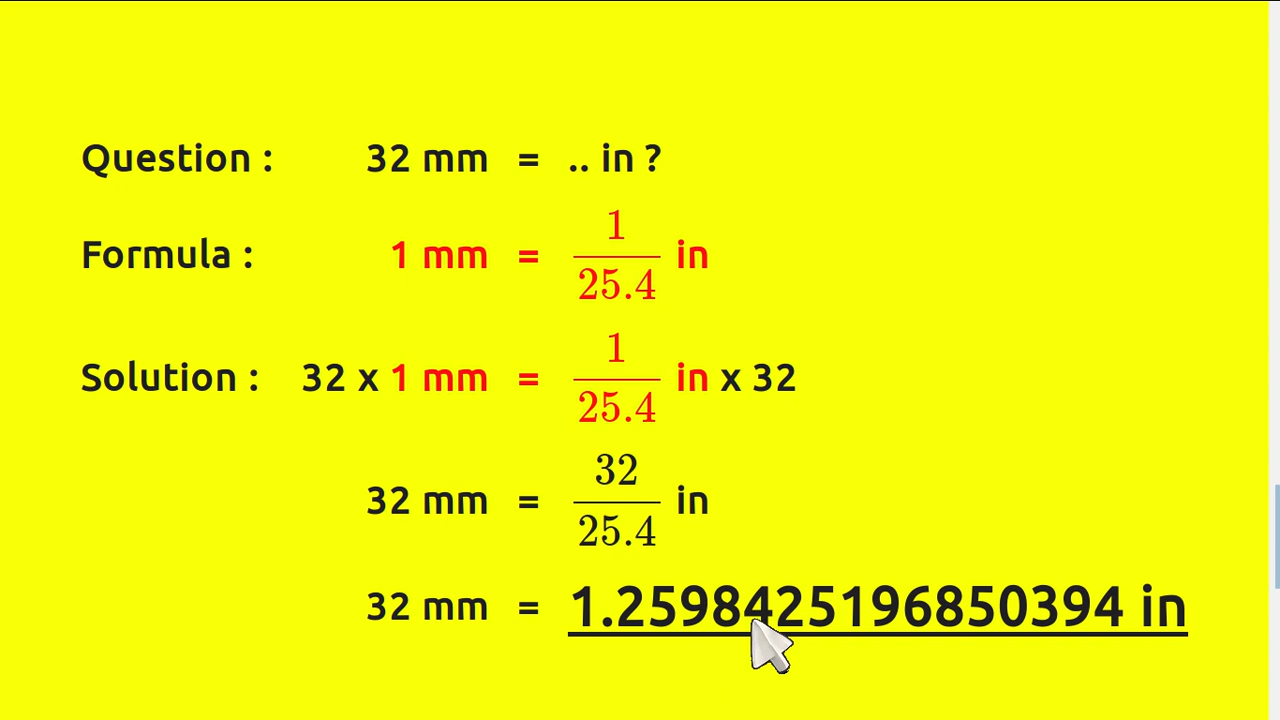 Question : 32 mm = .. in ?
Formula : 1 mm = 1/25.4 in
Solution : 32 x 1 mm = 1/25.4 in x 32
32 mm = 32/25.4 in
32 mm = 1.2598425196850394 in